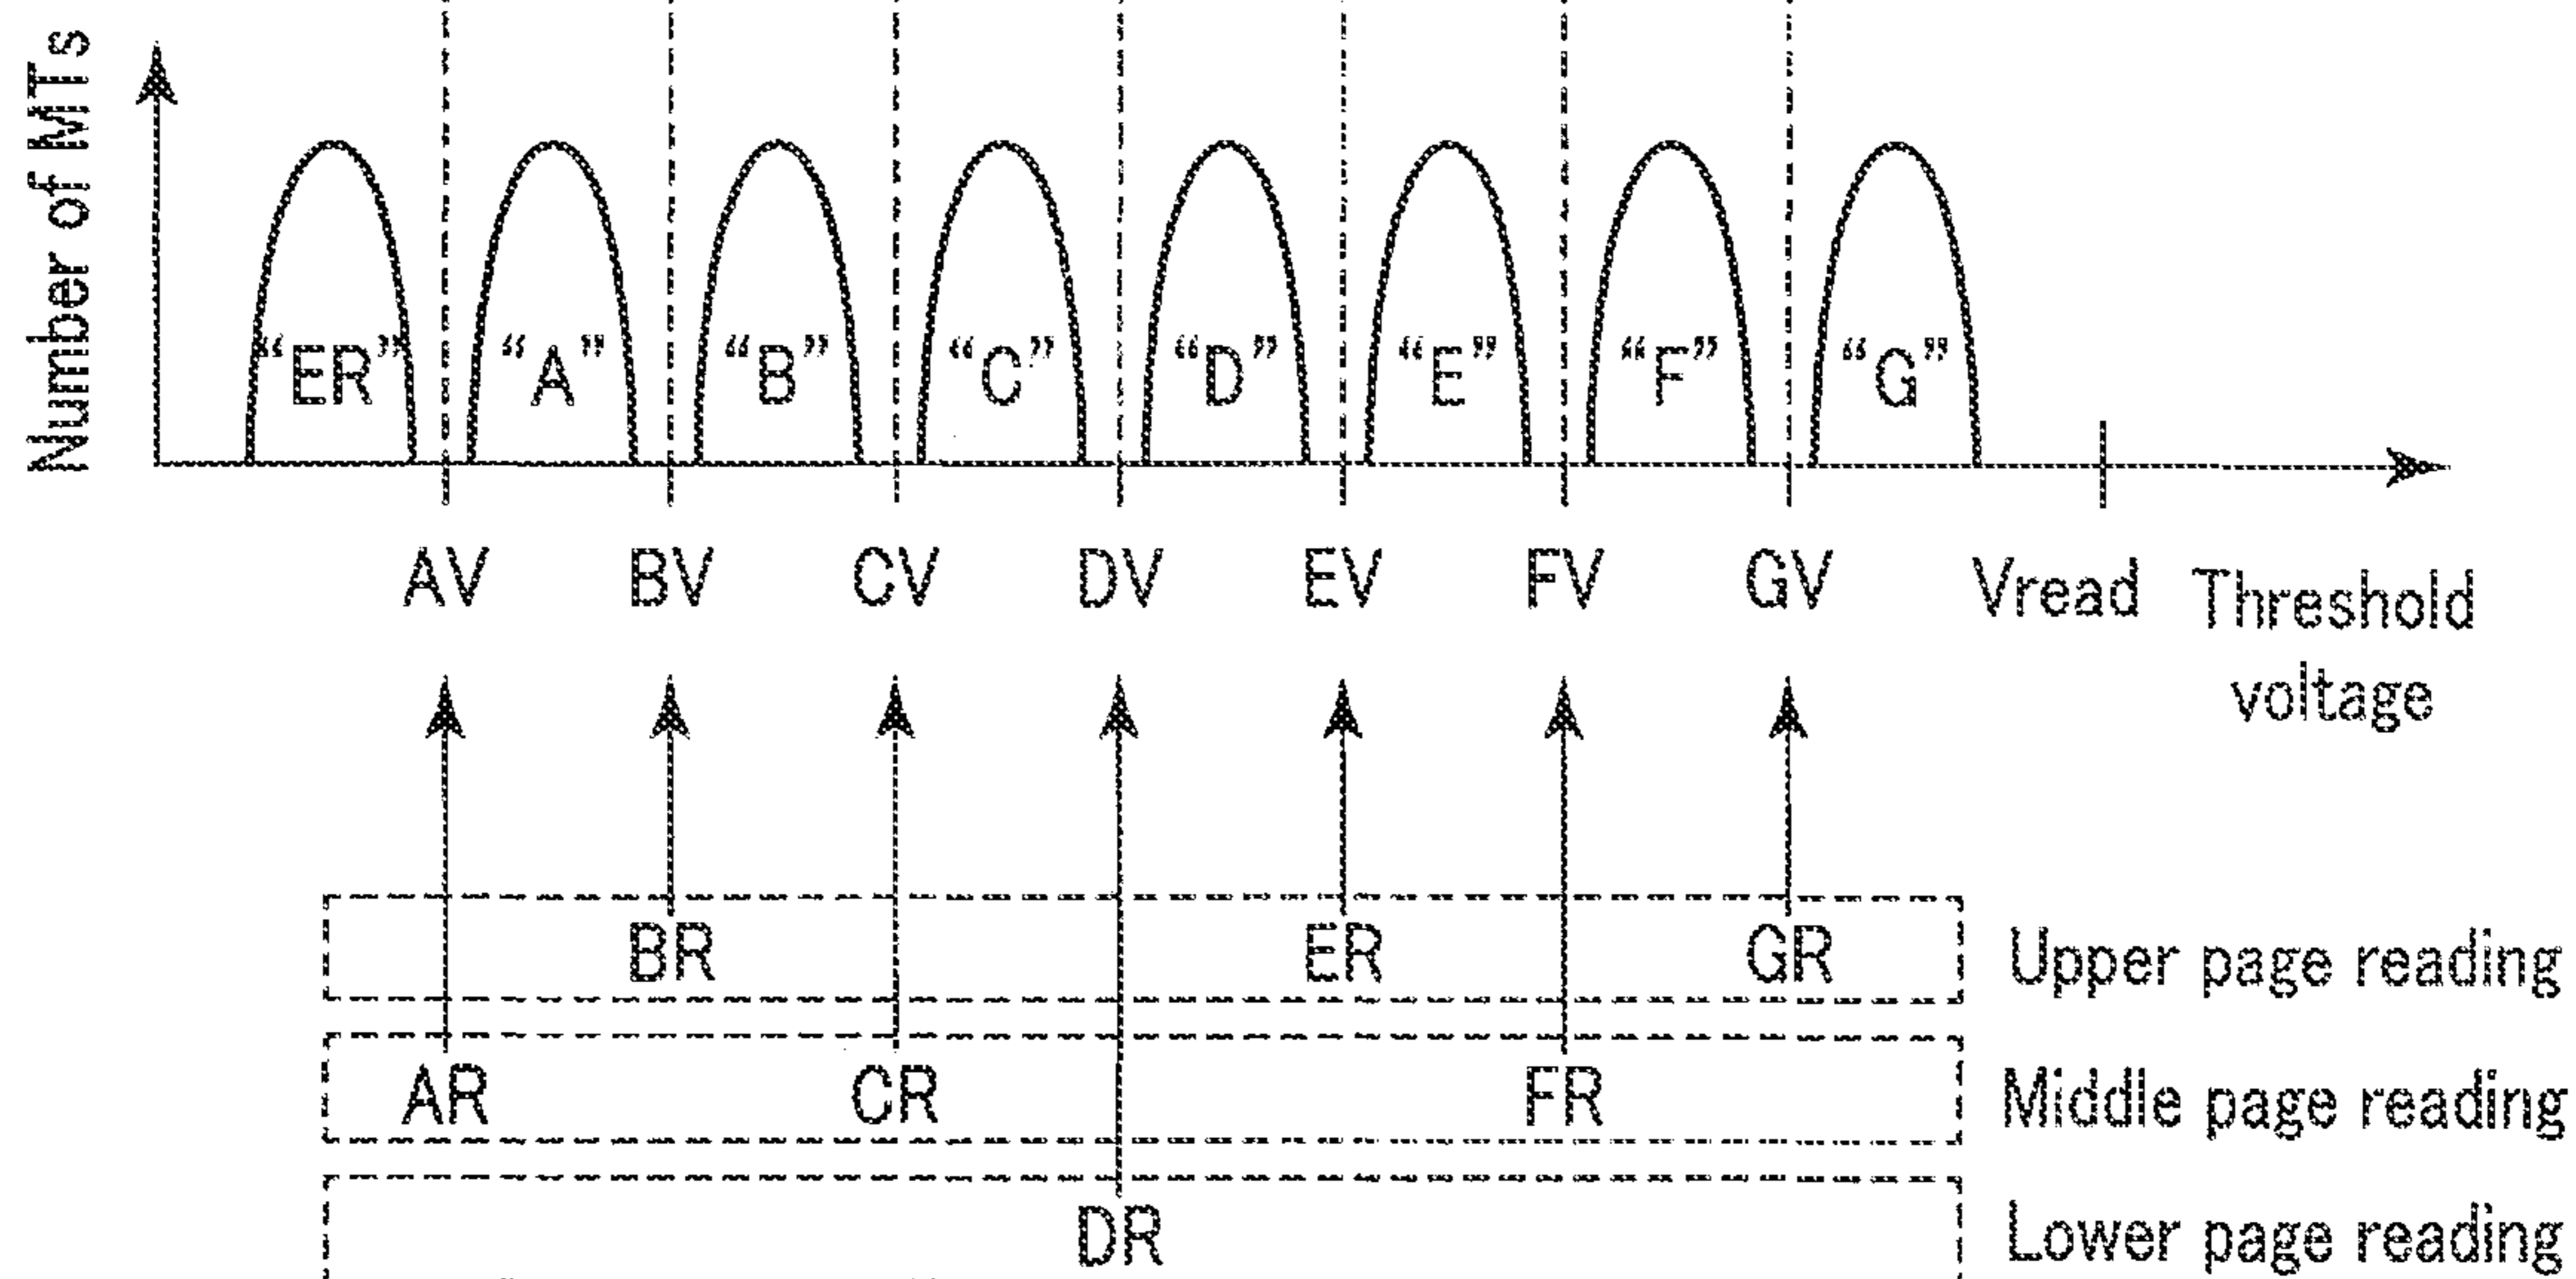 Number of MTs
“ER” “A” “B” “C” “D” “E” “F” “G”
AV BV CV DV EV FV GV Vread Threshold
voltage
BR ER GR Upper page reading
AR CR FR Middle page reading
DR Lower page reading